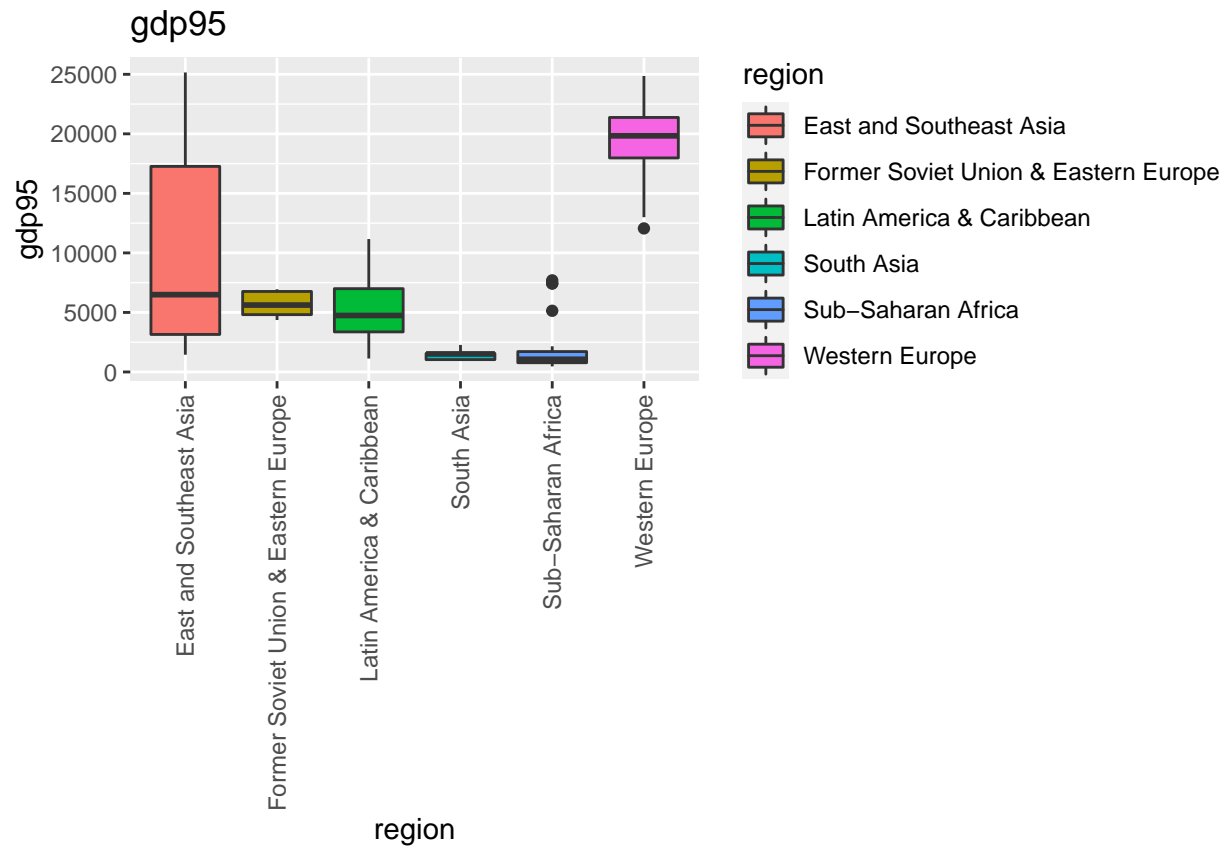 gdp95
gdp95
25000
20000
15000
10000
5000
0
East and Southeast Asia
Former Soviet Union & Eastern Europe
Latin America & Caribbean
South Asia
Sub−Saharan Africa
Western Europe
region
region
East and Southeast Asia
Former Soviet Union & Eastern Europe
Latin America & Caribbean
South Asia
Sub−Saharan Africa
Western Europe